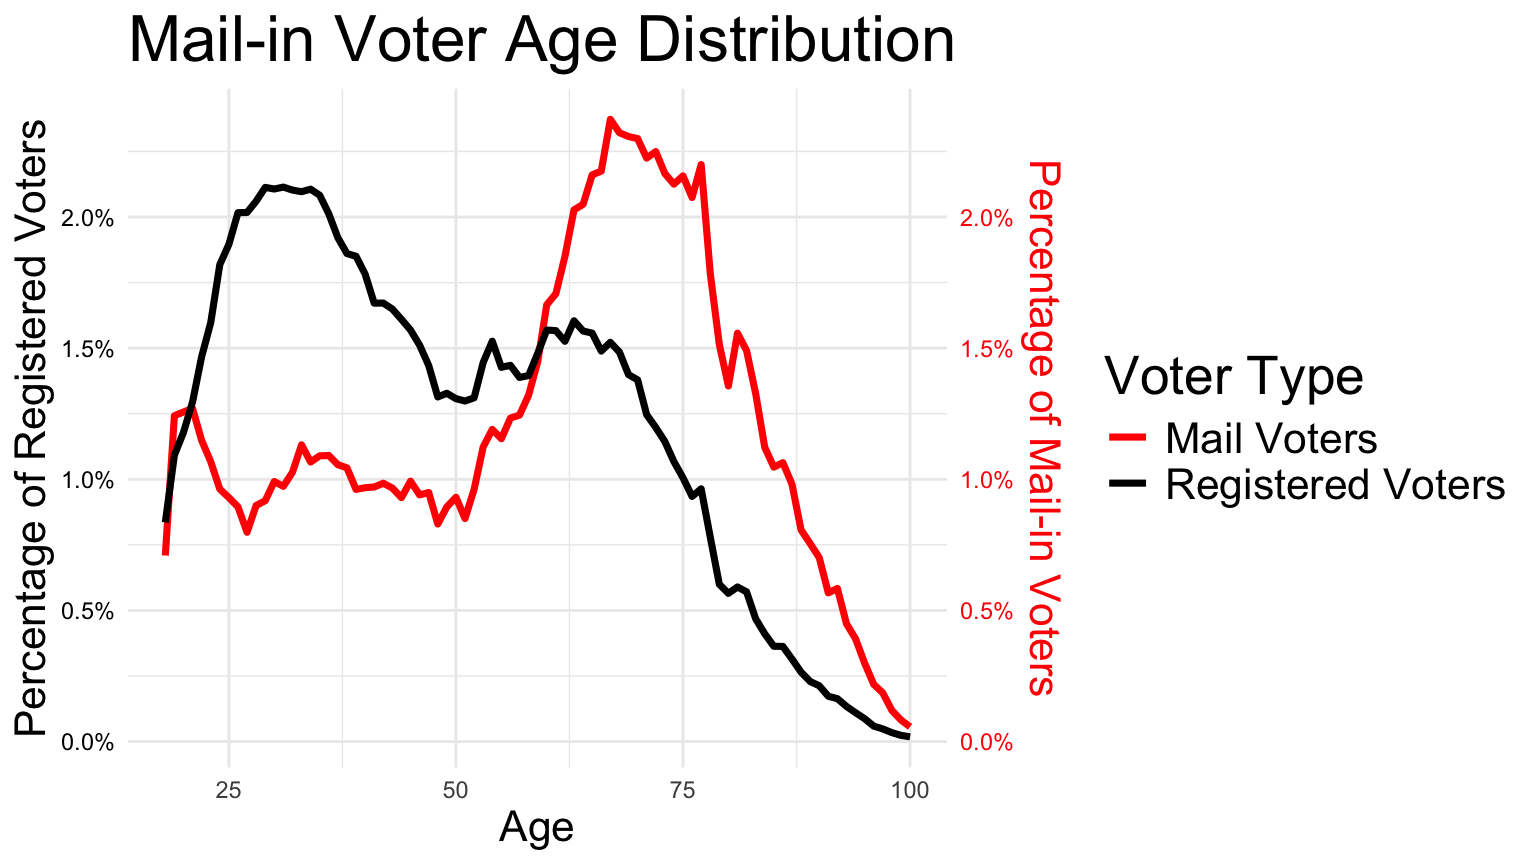 Mail-in Voter Age Distribution
Percentage of Registered Voters
2.0%
1.5%
1.0%
0.5%
0.0%
25
50
75
100
Age
2.0%
1.5%
1.0%
0.5%
0.0%
Percentage of Mail-in Voters
Voter Type
Mail Voters
Registered Voters